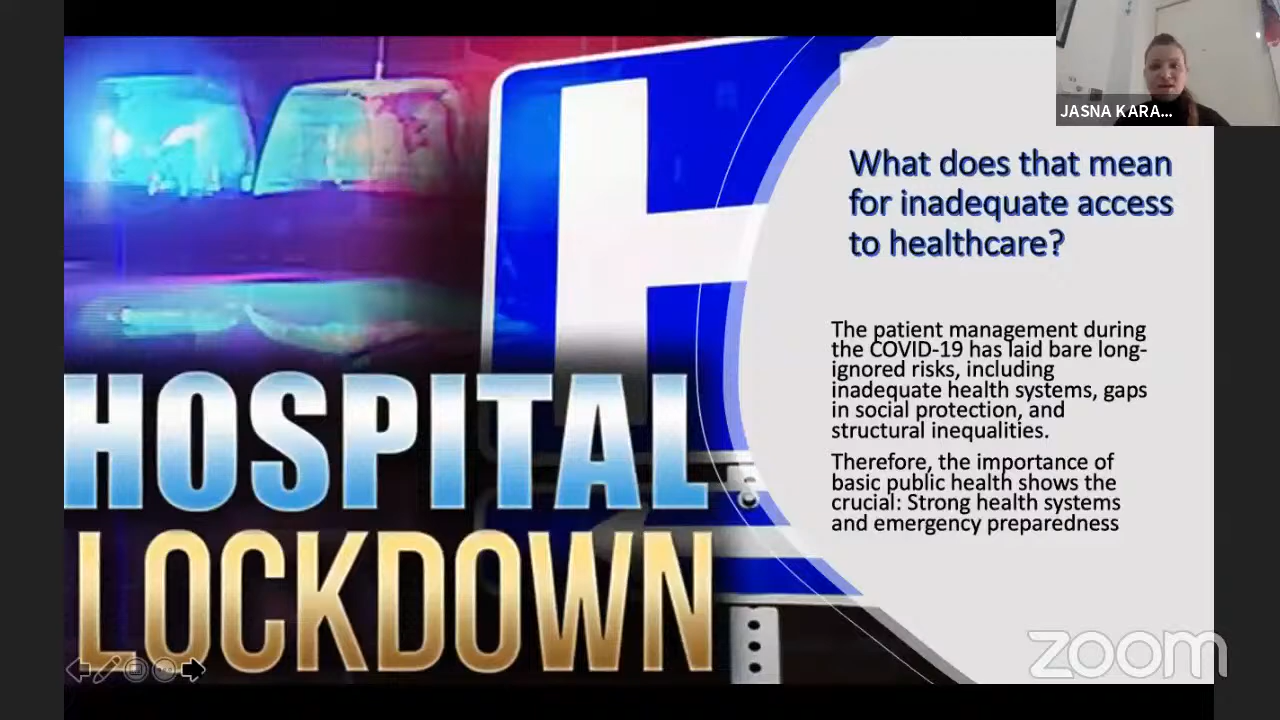 JASNA KARA...
What does that mean
for inadequate access
to healthcare?
The patient management during
the COVID-19 has laid bare long-
ignored risks, including
inadequate health systems, gaps
in social protection, and
structural inequalities.
Therefore, the importance of
basic public health shows the
crucial: Strong health systems
and emergency preparedness
H
HOSPITAL
LOCKDOWN
zoom